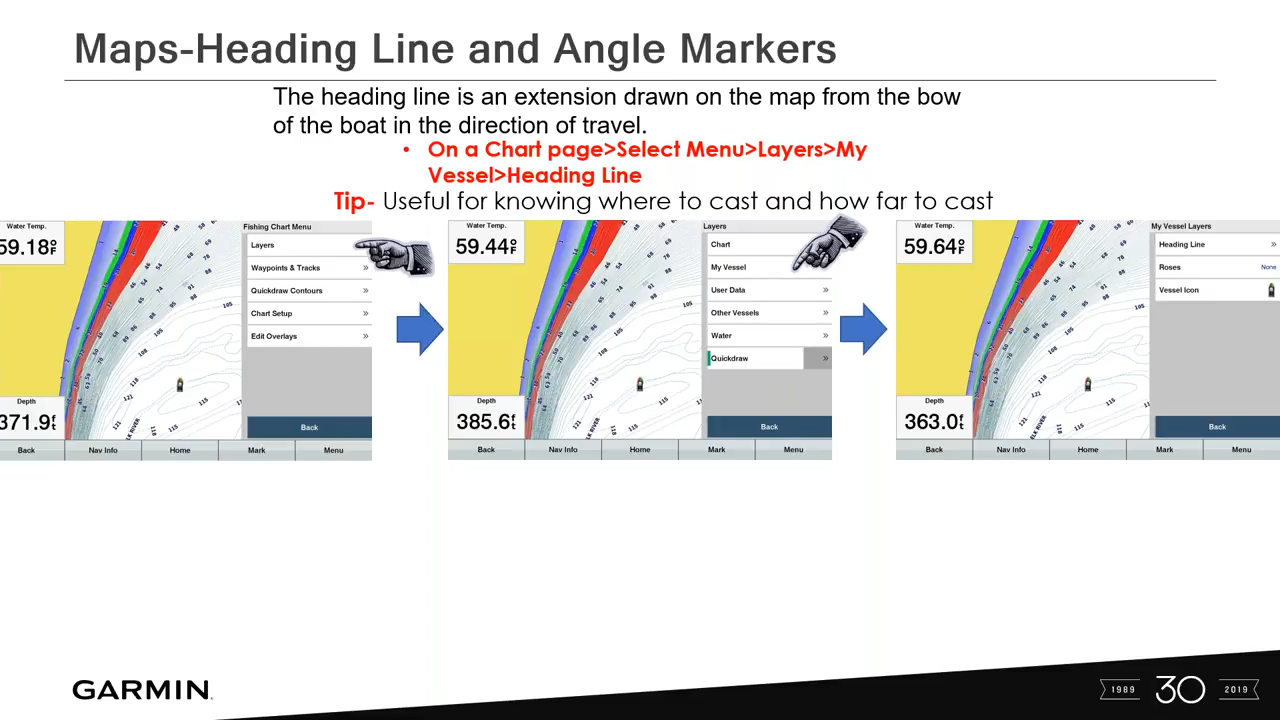 Maps-Heading Line and Angle Markers
The heading line is an extension drawn on the map from the bow
of the boat in the direction of travel.
• On a Chart page>Select Menu>Layers>My
Vessel>Heading Line
Tip- Useful for knowing where to cast and how far to cast
Water Temp.
59.18°F
Depth
371.9ft
Fishing Chart Menu
Layers
Waypoints & Tracks »
Quickdraw Contours »
Chart Setup »
Edit Overlays »
Back
Back Nav Info Home Mark Menu
Water Temp.
59.44°F
Depth
385.6ft
Layers
Chart
My Vessel
User Data »
Other Vessels »
Water »
Quickdraw »
Back
Back Nav Info Home Mark Menu
Water Temp.
59.64°F
Depth
363.0ft
My Vessel Layers
Heading Line »
Roses None
Vessel Icon
Back
Back Nav Info Home Mark Menu
GARMIN.
1989 30 2019